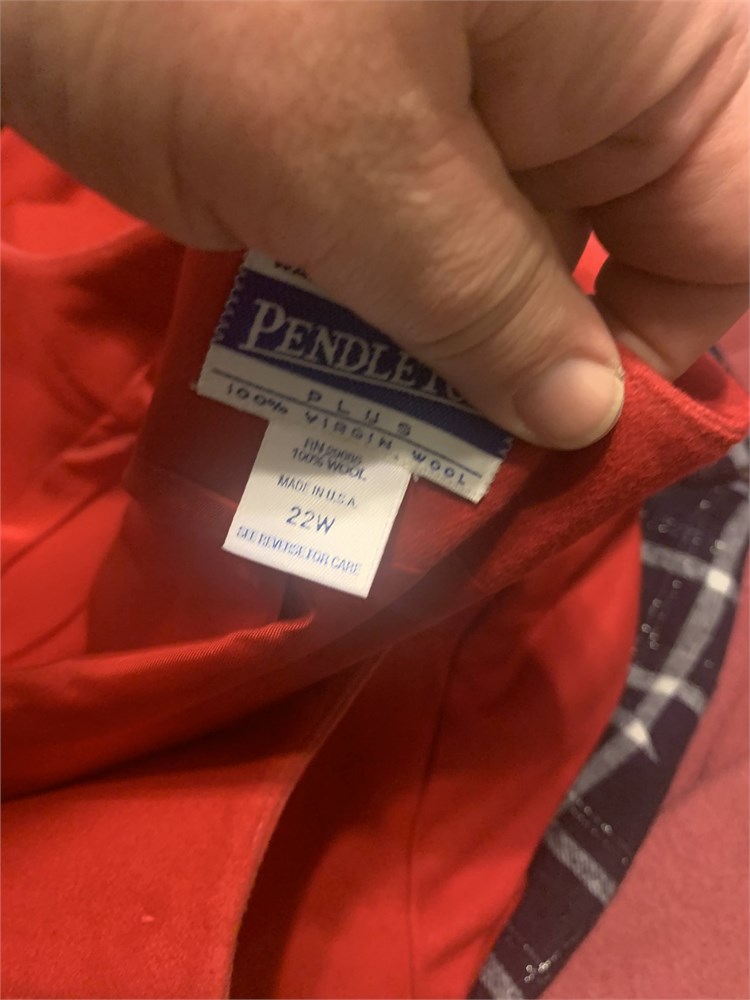 PENDLETO
PLUS
100% VIRGIN WOOL
100% WOOL
MADE IN U.S.A.
22W
SEE REVERSE FOR CARE